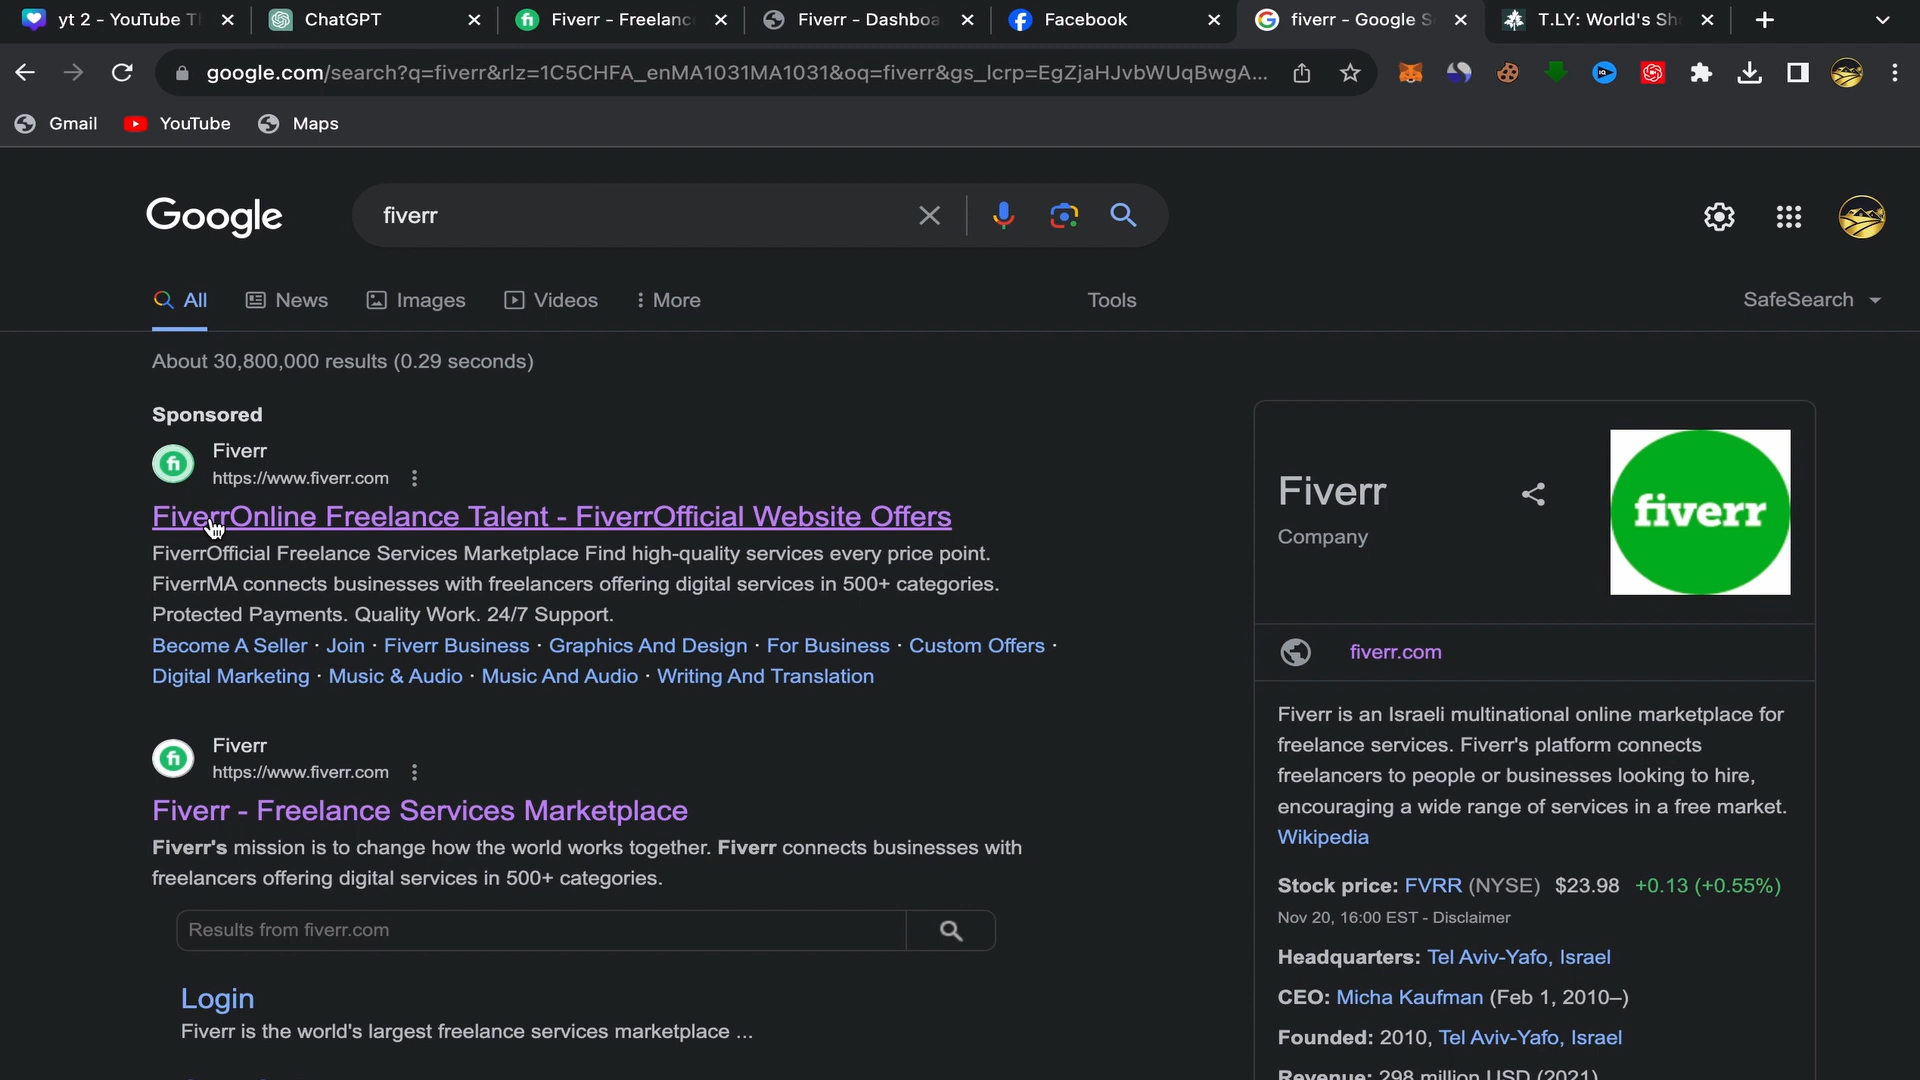 yt 2 - YouTube T
ChatGPT
Fiverr - Freelanc
Fiverr - Dashboa
Facebook
fiverr - Google S
T.LY: World's Sh
google.com/search?q=fiverr&rlz=1C5CHFA_enMA1031MA1031&oq=fiverr&gs_lcrp=EgZjaHJvbWUqBwgA...
Gmail
YouTube
Maps
Google
fiverr
All
News
Images
Videos
More
Tools
SafeSearch
About 30,800,000 results (0.29 seconds)
Sponsored
Fiverr
https://www.fiverr.com
FiverrOnline Freelance Talent - FiverrOfficial Website Offers
FiverrOfficial Freelance Services Marketplace Find high-quality services every price point.
FiverrMA connects businesses with freelancers offering digital services in 500+ categories.
Protected Payments. Quality Work. 24/7 Support.
Become A Seller · Join · Fiverr Business · Graphics And Design · For Business · Custom Offers ·
Digital Marketing · Music & Audio · Music And Audio · Writing And Translation
Fiverr
https://www.fiverr.com
Fiverr - Freelance Services Marketplace
Fiverr's mission is to change how the world works together. Fiverr connects businesses with
freelancers offering digital services in 500+ categories.
Results from fiverr.com
Login
Fiverr is the world's largest freelance services marketplace ...
Fiverr
Company
fiverr
fiverr.com
Fiverr is an Israeli multinational online marketplace for
freelance services. Fiverr's platform connects
freelancers to people or businesses looking to hire,
encouraging a wide range of services in a free market.
Wikipedia
Stock price: FVRR (NYSE) $23.98 +0.13 (+0.55%)
Nov 20, 16:00 EST - Disclaimer
Headquarters: Tel Aviv-Yafo, Israel
CEO: Micha Kaufman (Feb 1, 2010–)
Founded: 2010, Tel Aviv-Yafo, Israel
Revenue: 298 million USD (2021)